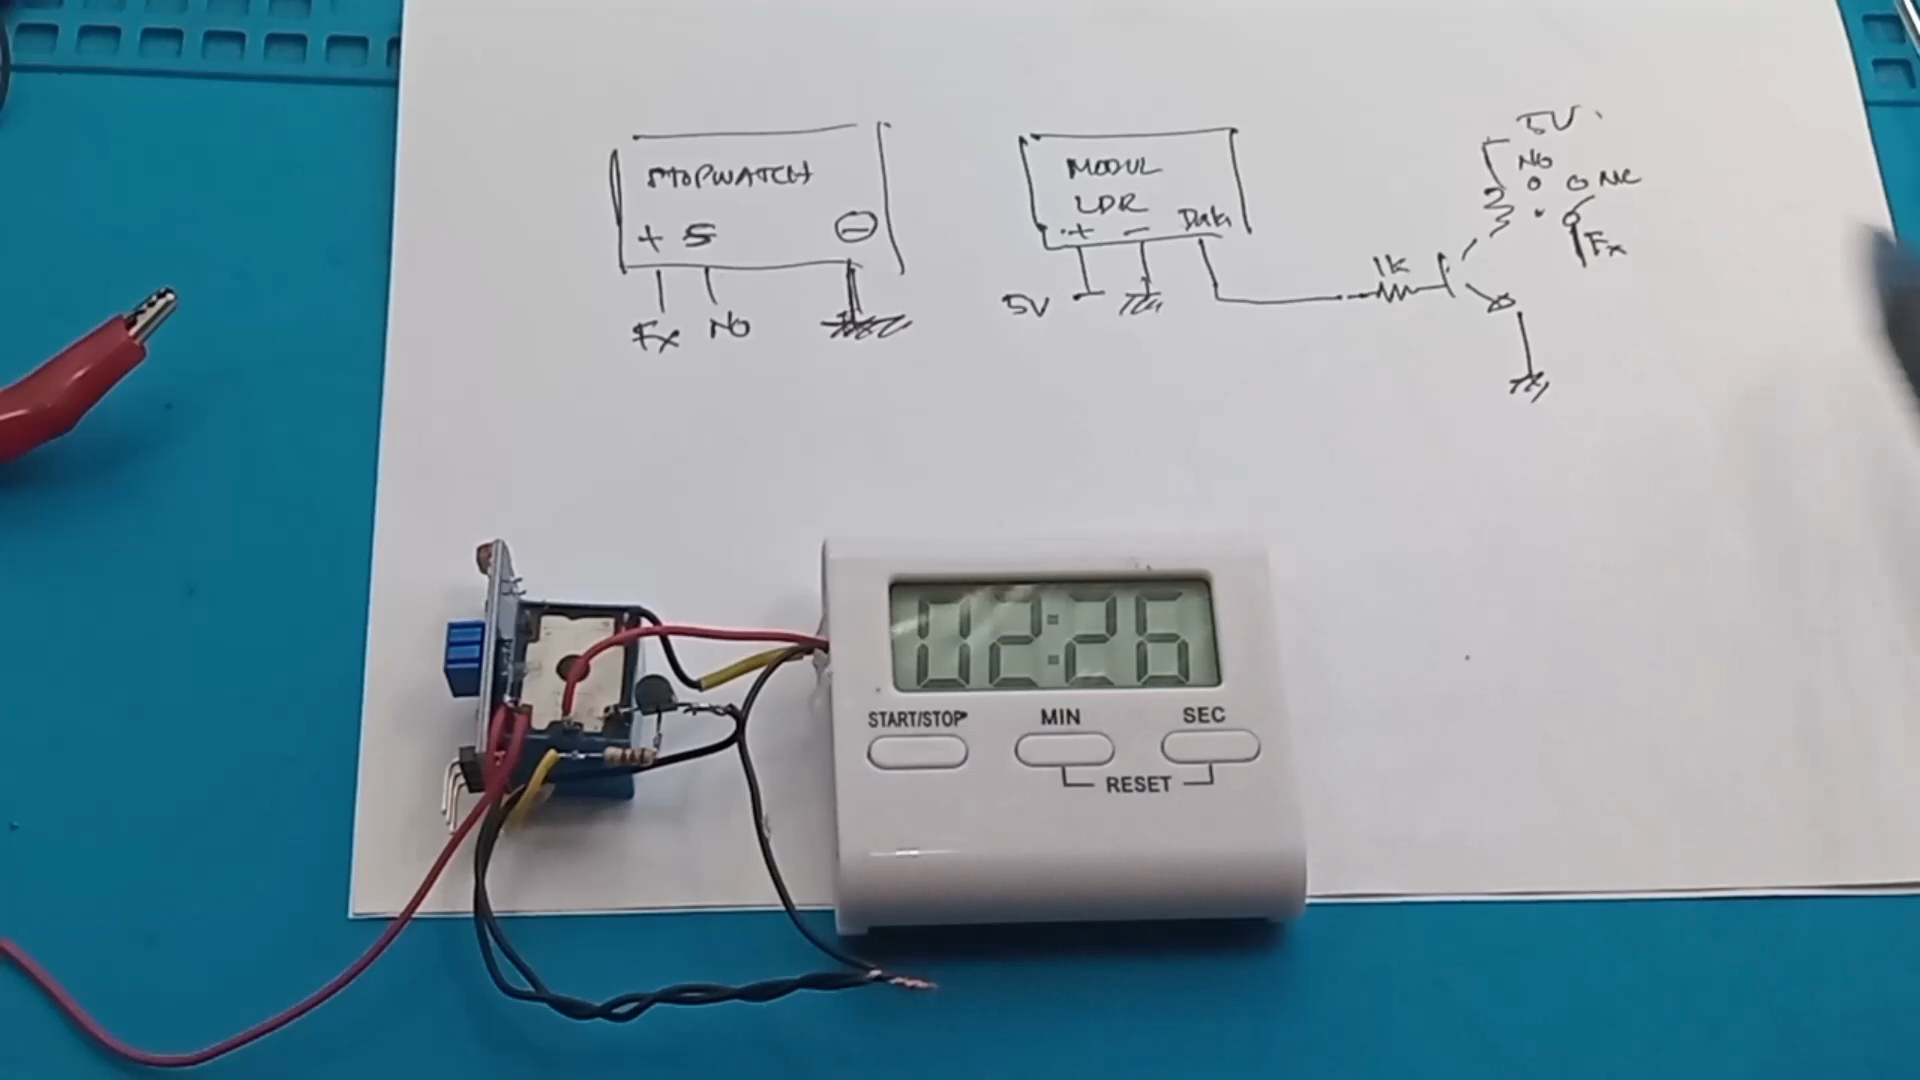 STOPWATCH
+ S -
Fx NO
MODUL
LDR
+ - Data
5V
1K
5V
NO
NC
Fx
02:26
START/STOP MIN SEC
RESET